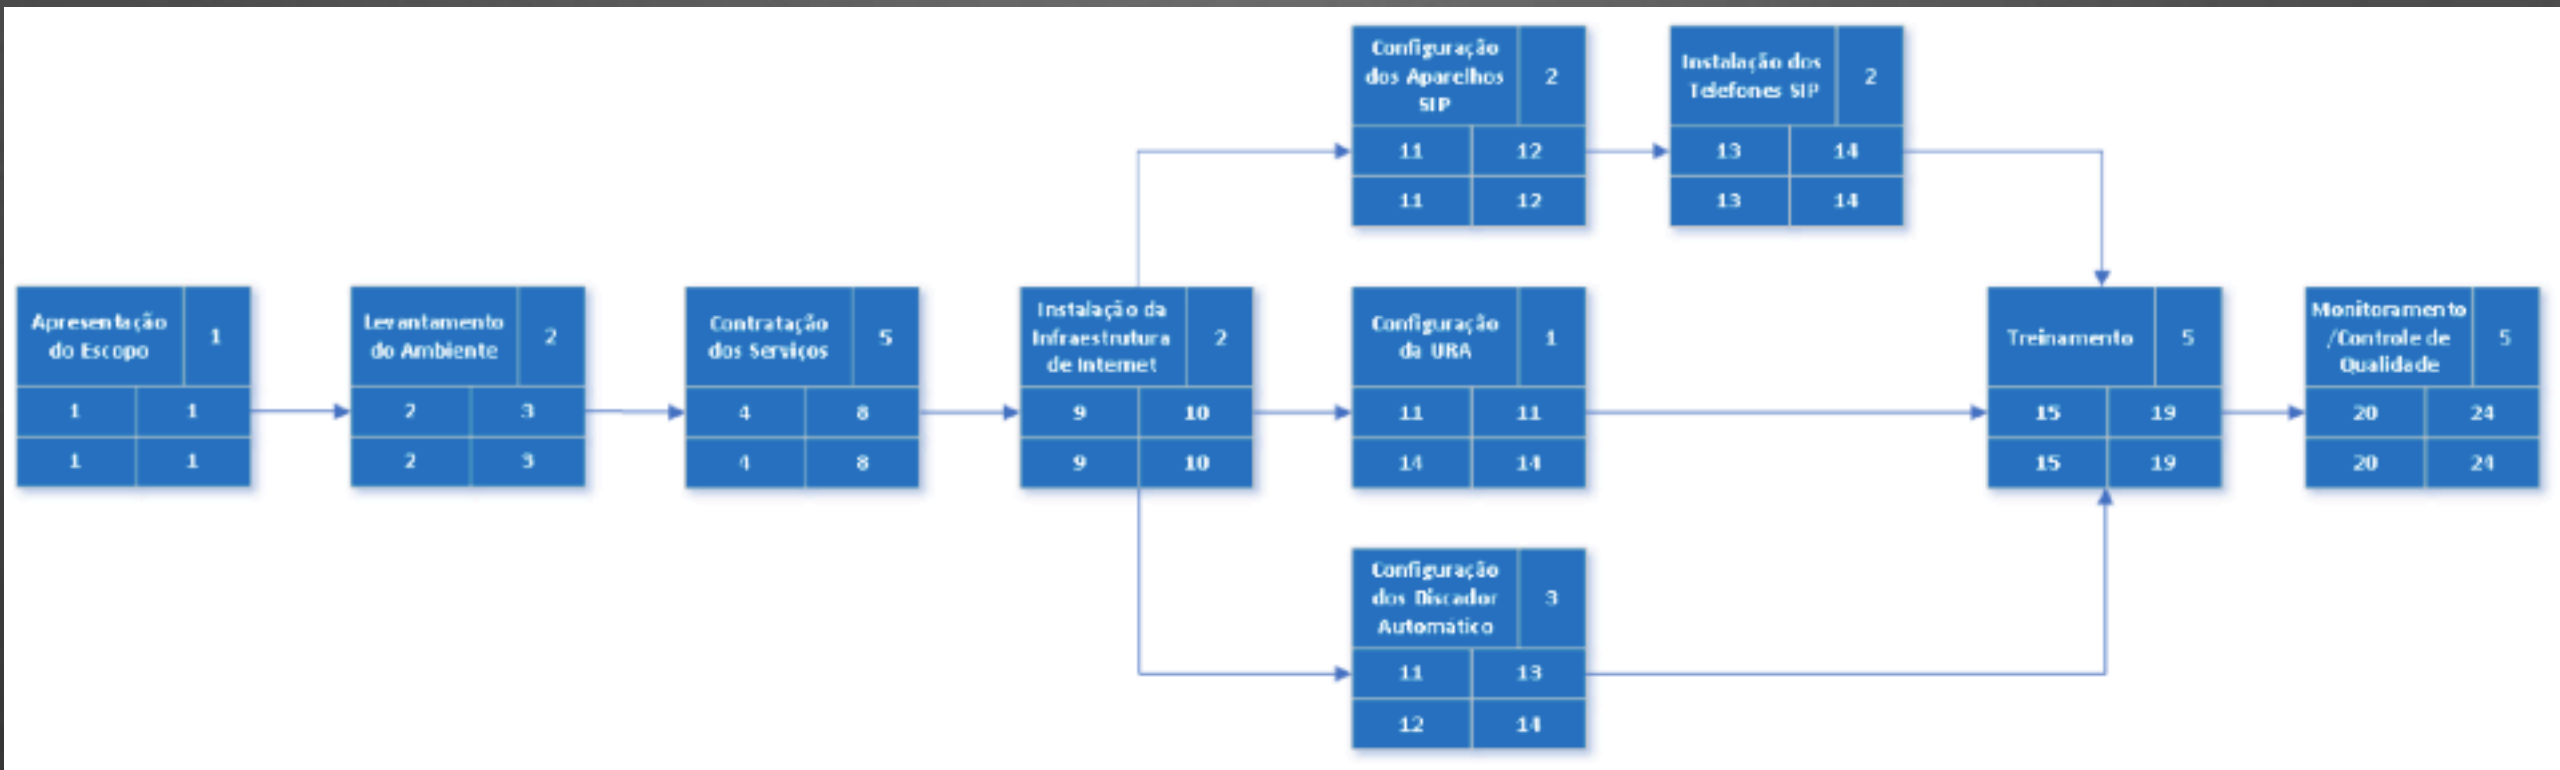 Apresentação
do Escopo
1
1 1
1 1
Levantamento
do Ambiente
2
2 3
2 3
Contratação
dos Serviços
5
4 8
4 8
Instalação da
Infraestrutura
de Internet
2
9 10
9 10
Configuração
dos Aparelhos
SIP
2
11 12
11 12
Instalação dos
Telefones SIP
2
13 14
13 14
Configuração
da URA
1
11 11
14 14
Configuração
dos Discador
Automático
3
11 13
12 14
Treinamento
5
15 19
15 19
Monitoramento
/Controle de
Qualidade
5
20 24
20 24